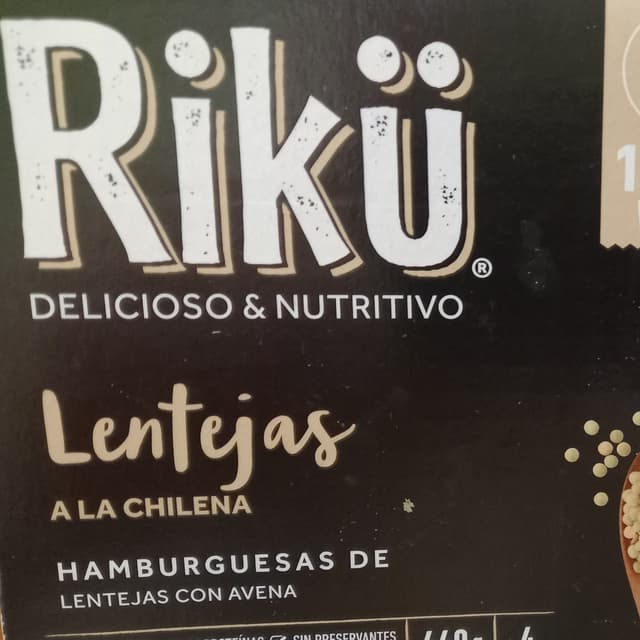 Rikü®
DELICIOSO & NUTRITIVO
Lentejas
A LA CHILENA
HAMBURGUESAS DE
LENTEJAS CON AVENA
SIN PRESERVANTES